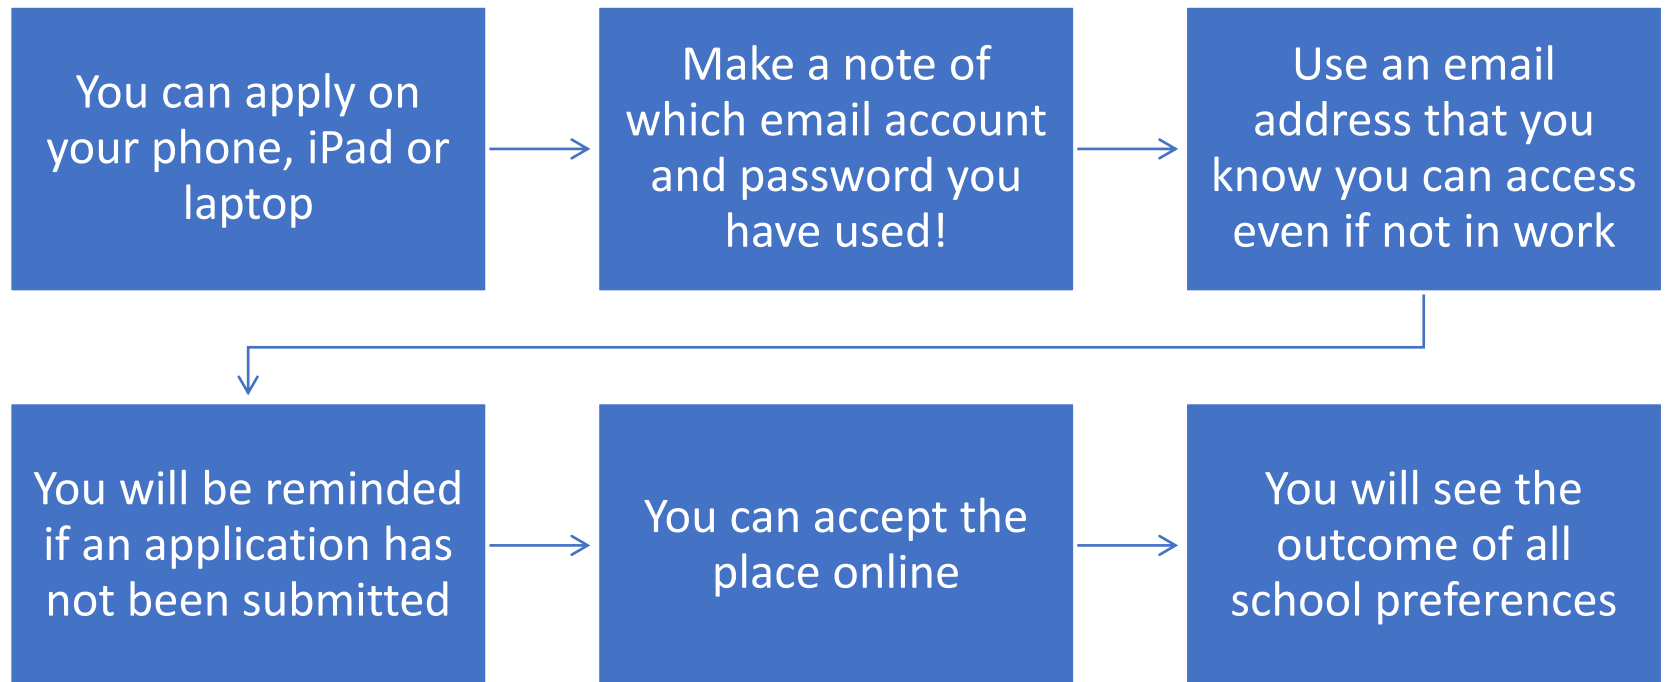 You can apply on
your phone, iPad or
laptop
Make a note of
which email account
and password you
have used!
Use an email
address that you
know you can access
even if not in work
You will be reminded
if an application has
not been submitted
You can accept the
place online
You will see the
outcome of all
school preferences